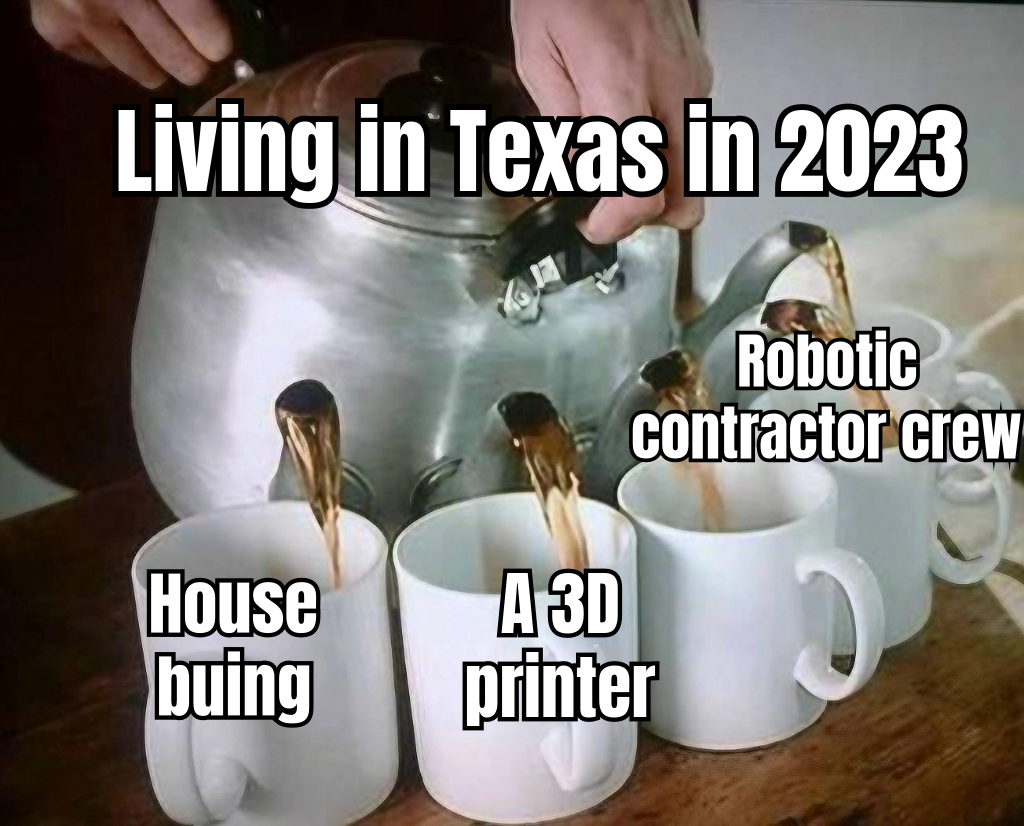 Living in Texas in 2023
Robotic
contractor crew
House
buing
A 3D
printer